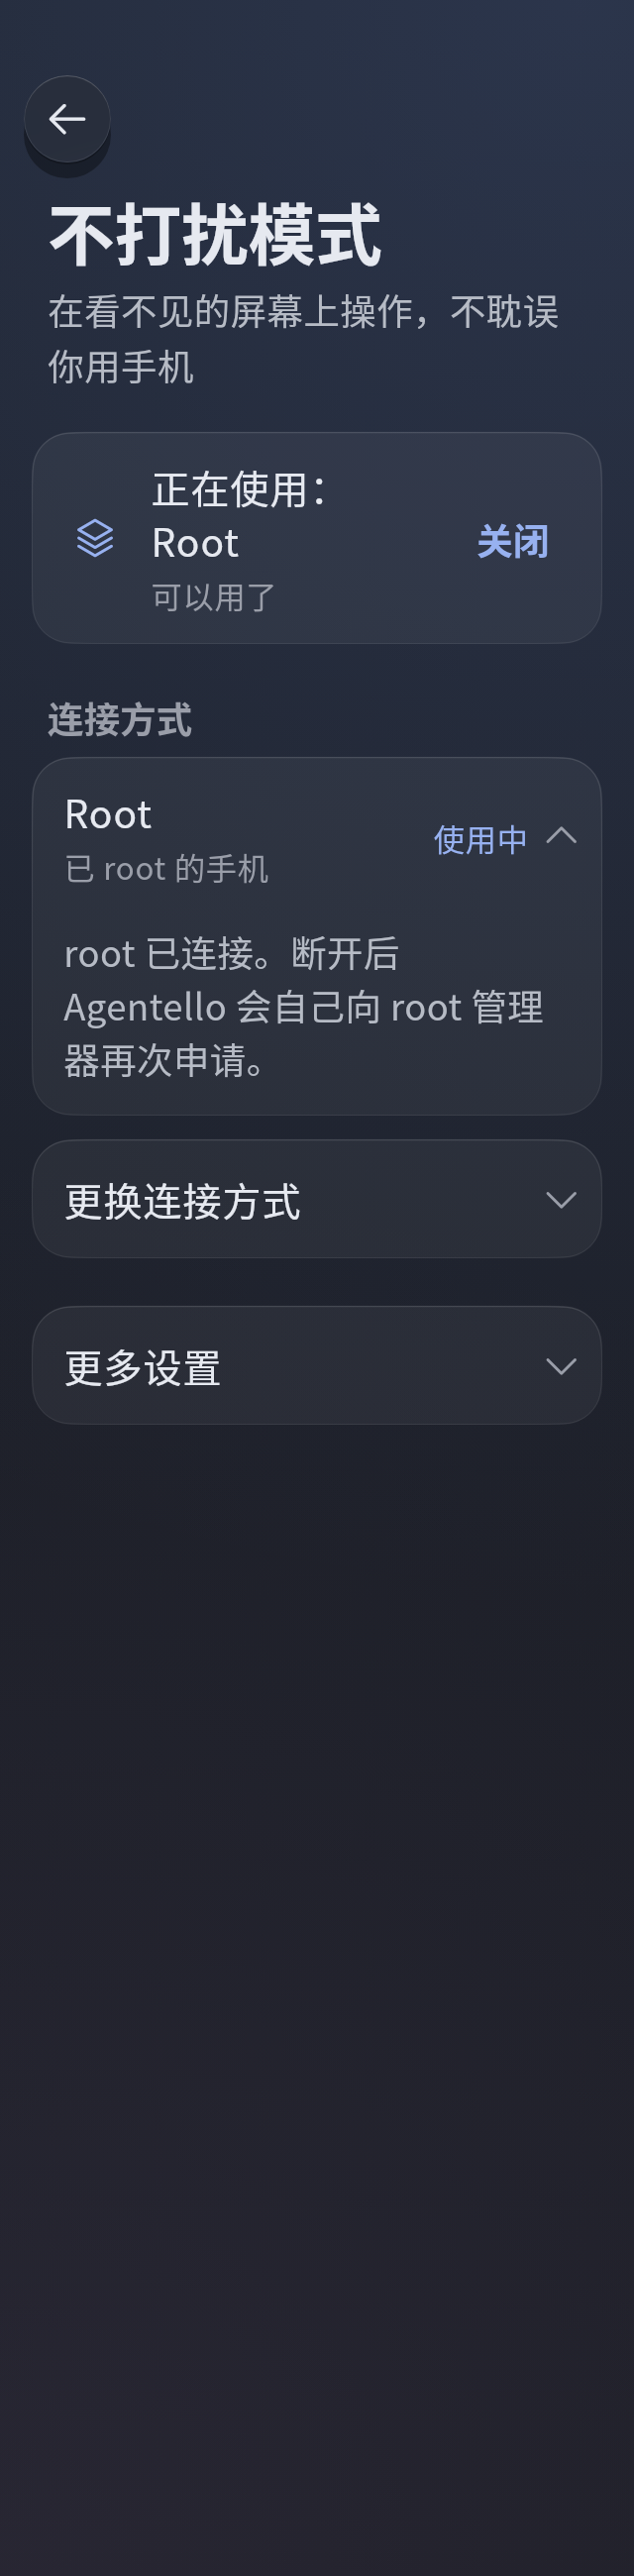 不打扰模式
在看不见的屏幕上操作，不耽误
你用手机
正在使用：
Root
可以用了
关闭
连接方式
Root
已 root 的手机
使用中
root 已连接。断开后
Agentello 会自己向 root 管理
器再次申请。
更换连接方式
更多设置